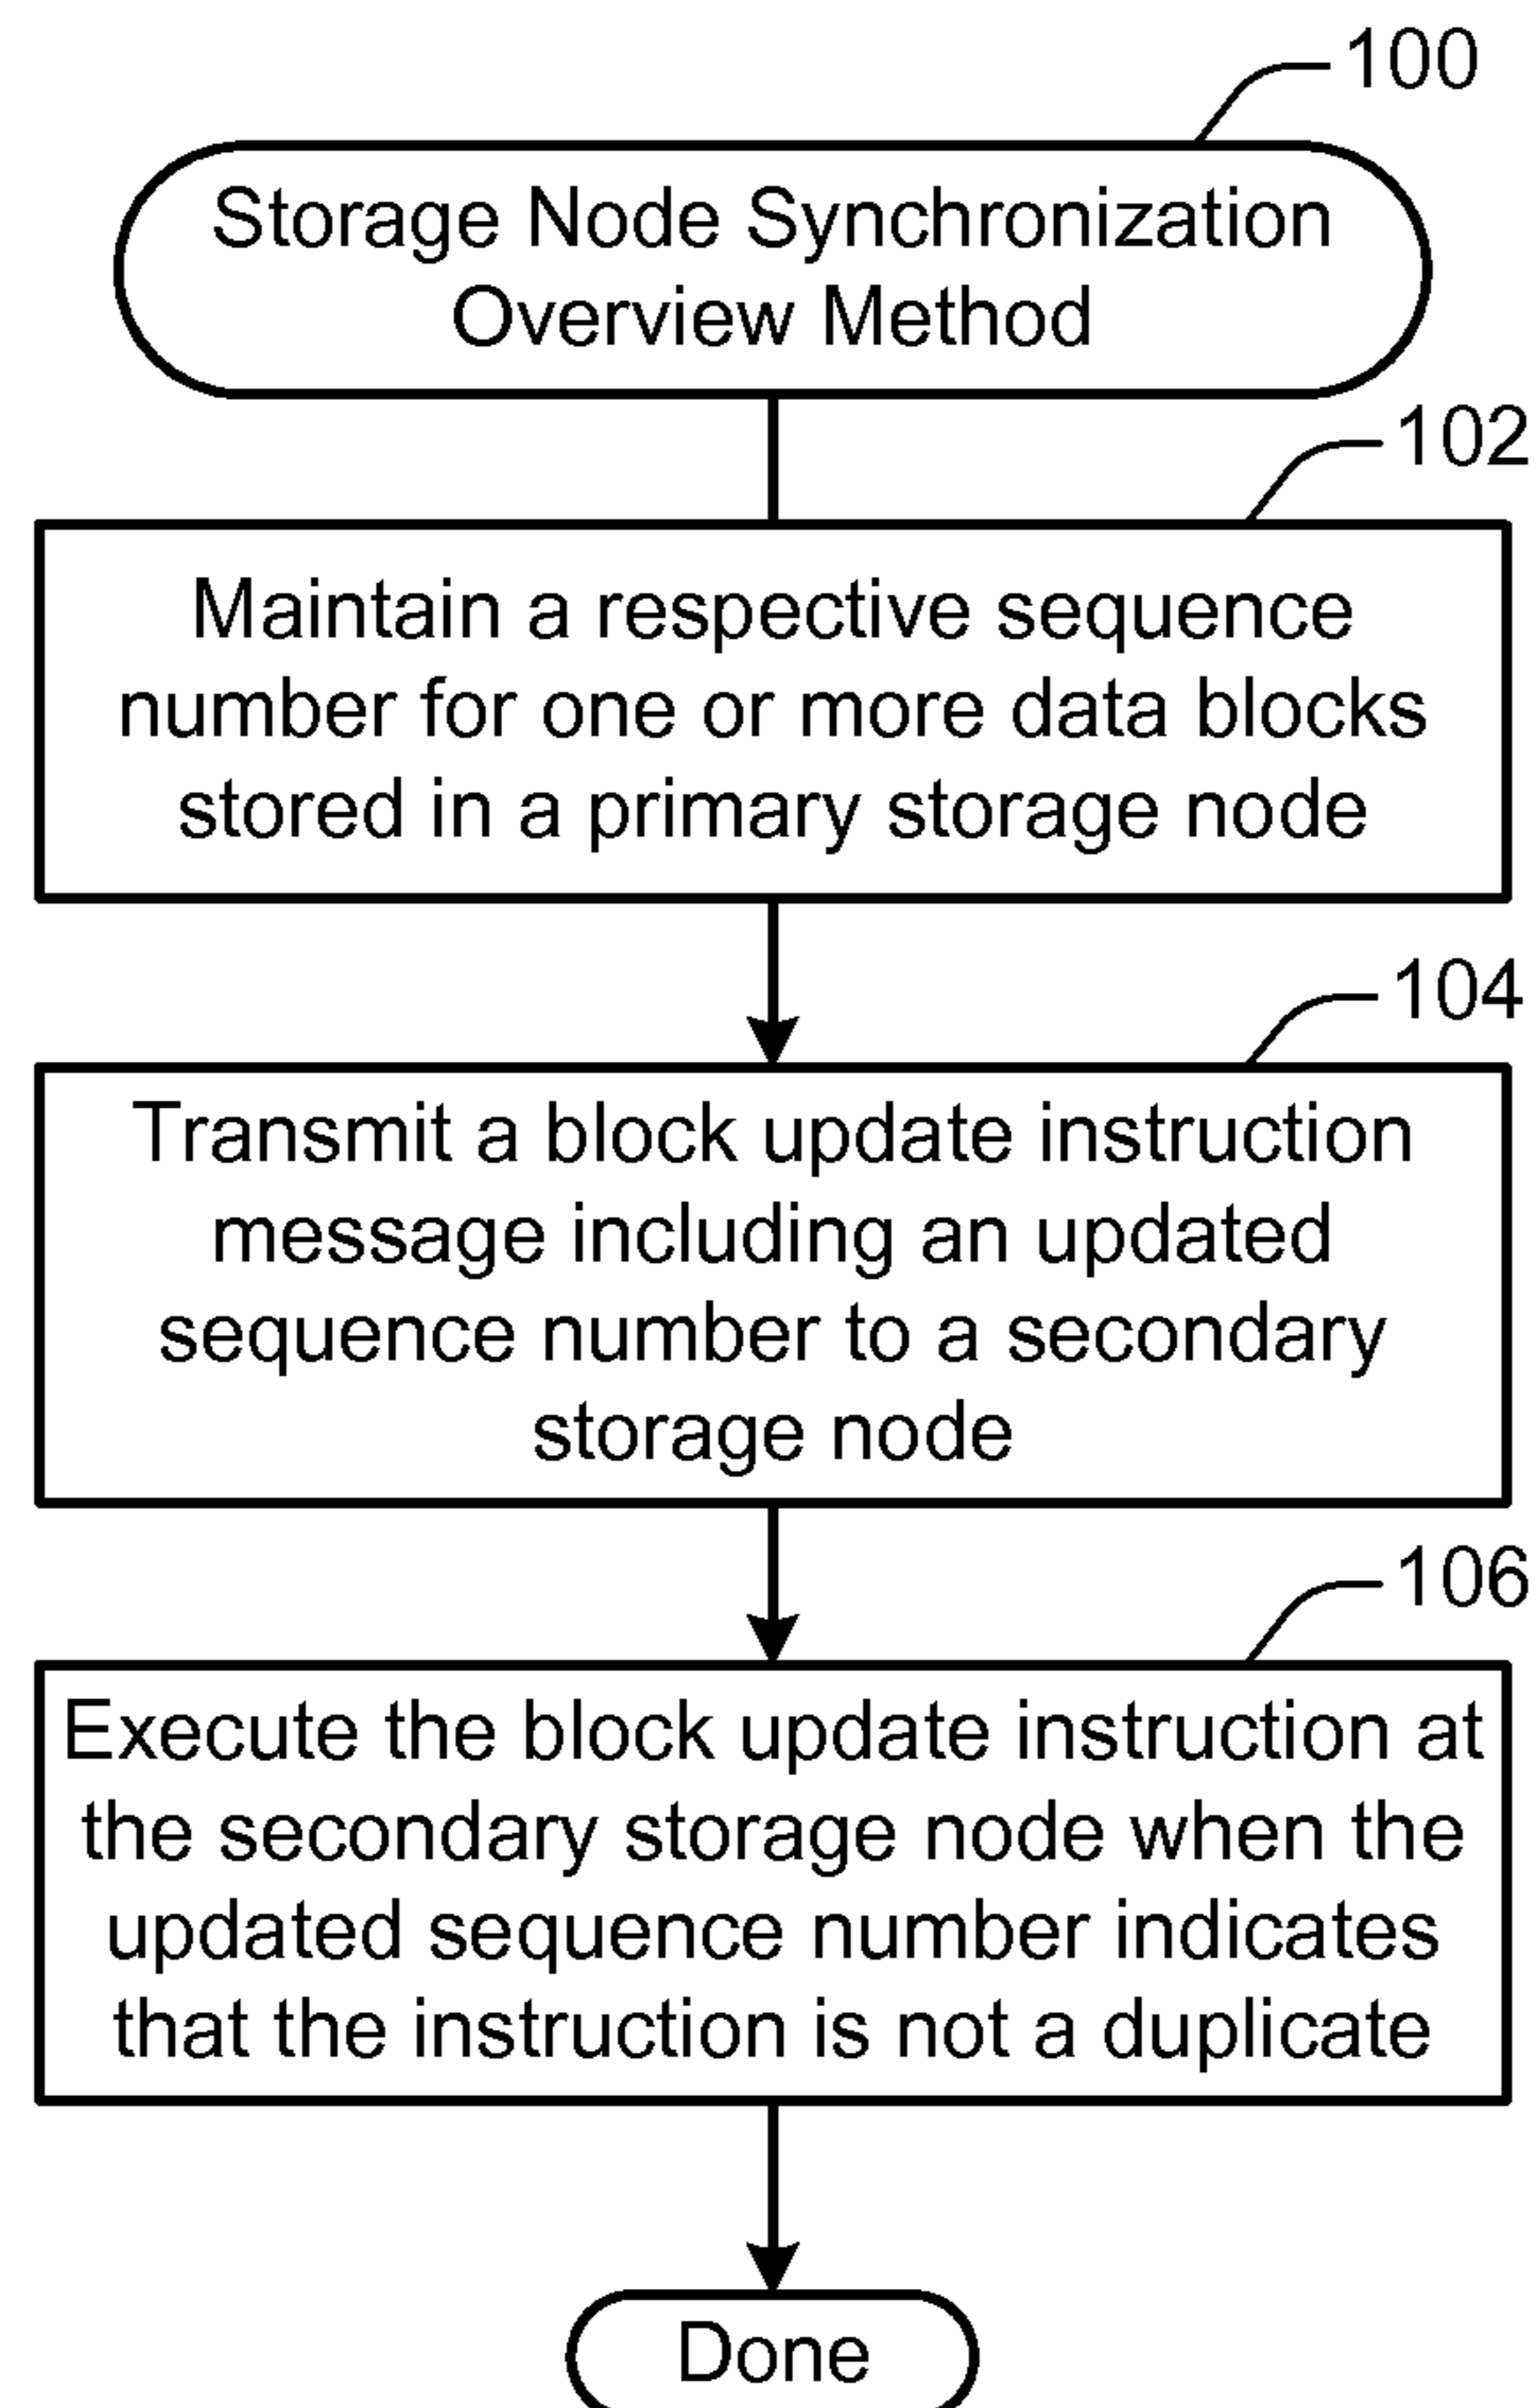 100
Storage Node Synchronization
Overview Method
102
Maintain a respective sequence
number for one or more data blocks
stored in a primary storage node
104
Transmit a block update instruction
message including an updated
sequence number to a secondary
storage node
106
Execute the block update instruction at
the secondary storage node when the
updated sequence number indicates
that the instruction is not a duplicate
Done